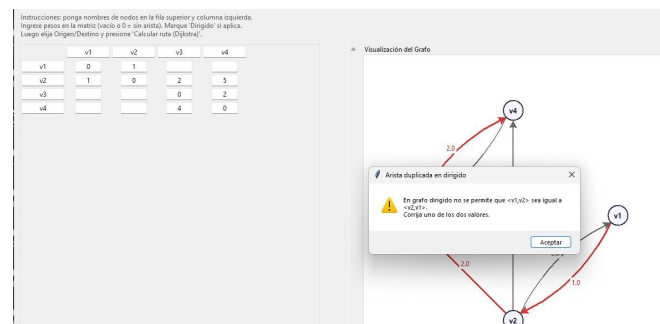 Instrucciones: ponga nombres de nodos en la fila superior y columna izquierda.
Ingrese pesos en la matriz (vacío o 0 = sin arista). Marque 'Dirigido' si aplica.
Luego elija Origen/Destino y presione 'Calcular ruta (Dijkstra)'.
Visualización del Grafo
v1 v2 v3 v4
v1 0 1
v2 1 0 2 5
v3 0 2
v4 4 0
v4
2.0
Arista duplicada en dirigido
En grafo dirigido no se permite que <v1,v2> sea igual a
<v2,v1>.
Corrija uno de los dos valores.
Aceptar
v1
2.0
1.0
v2